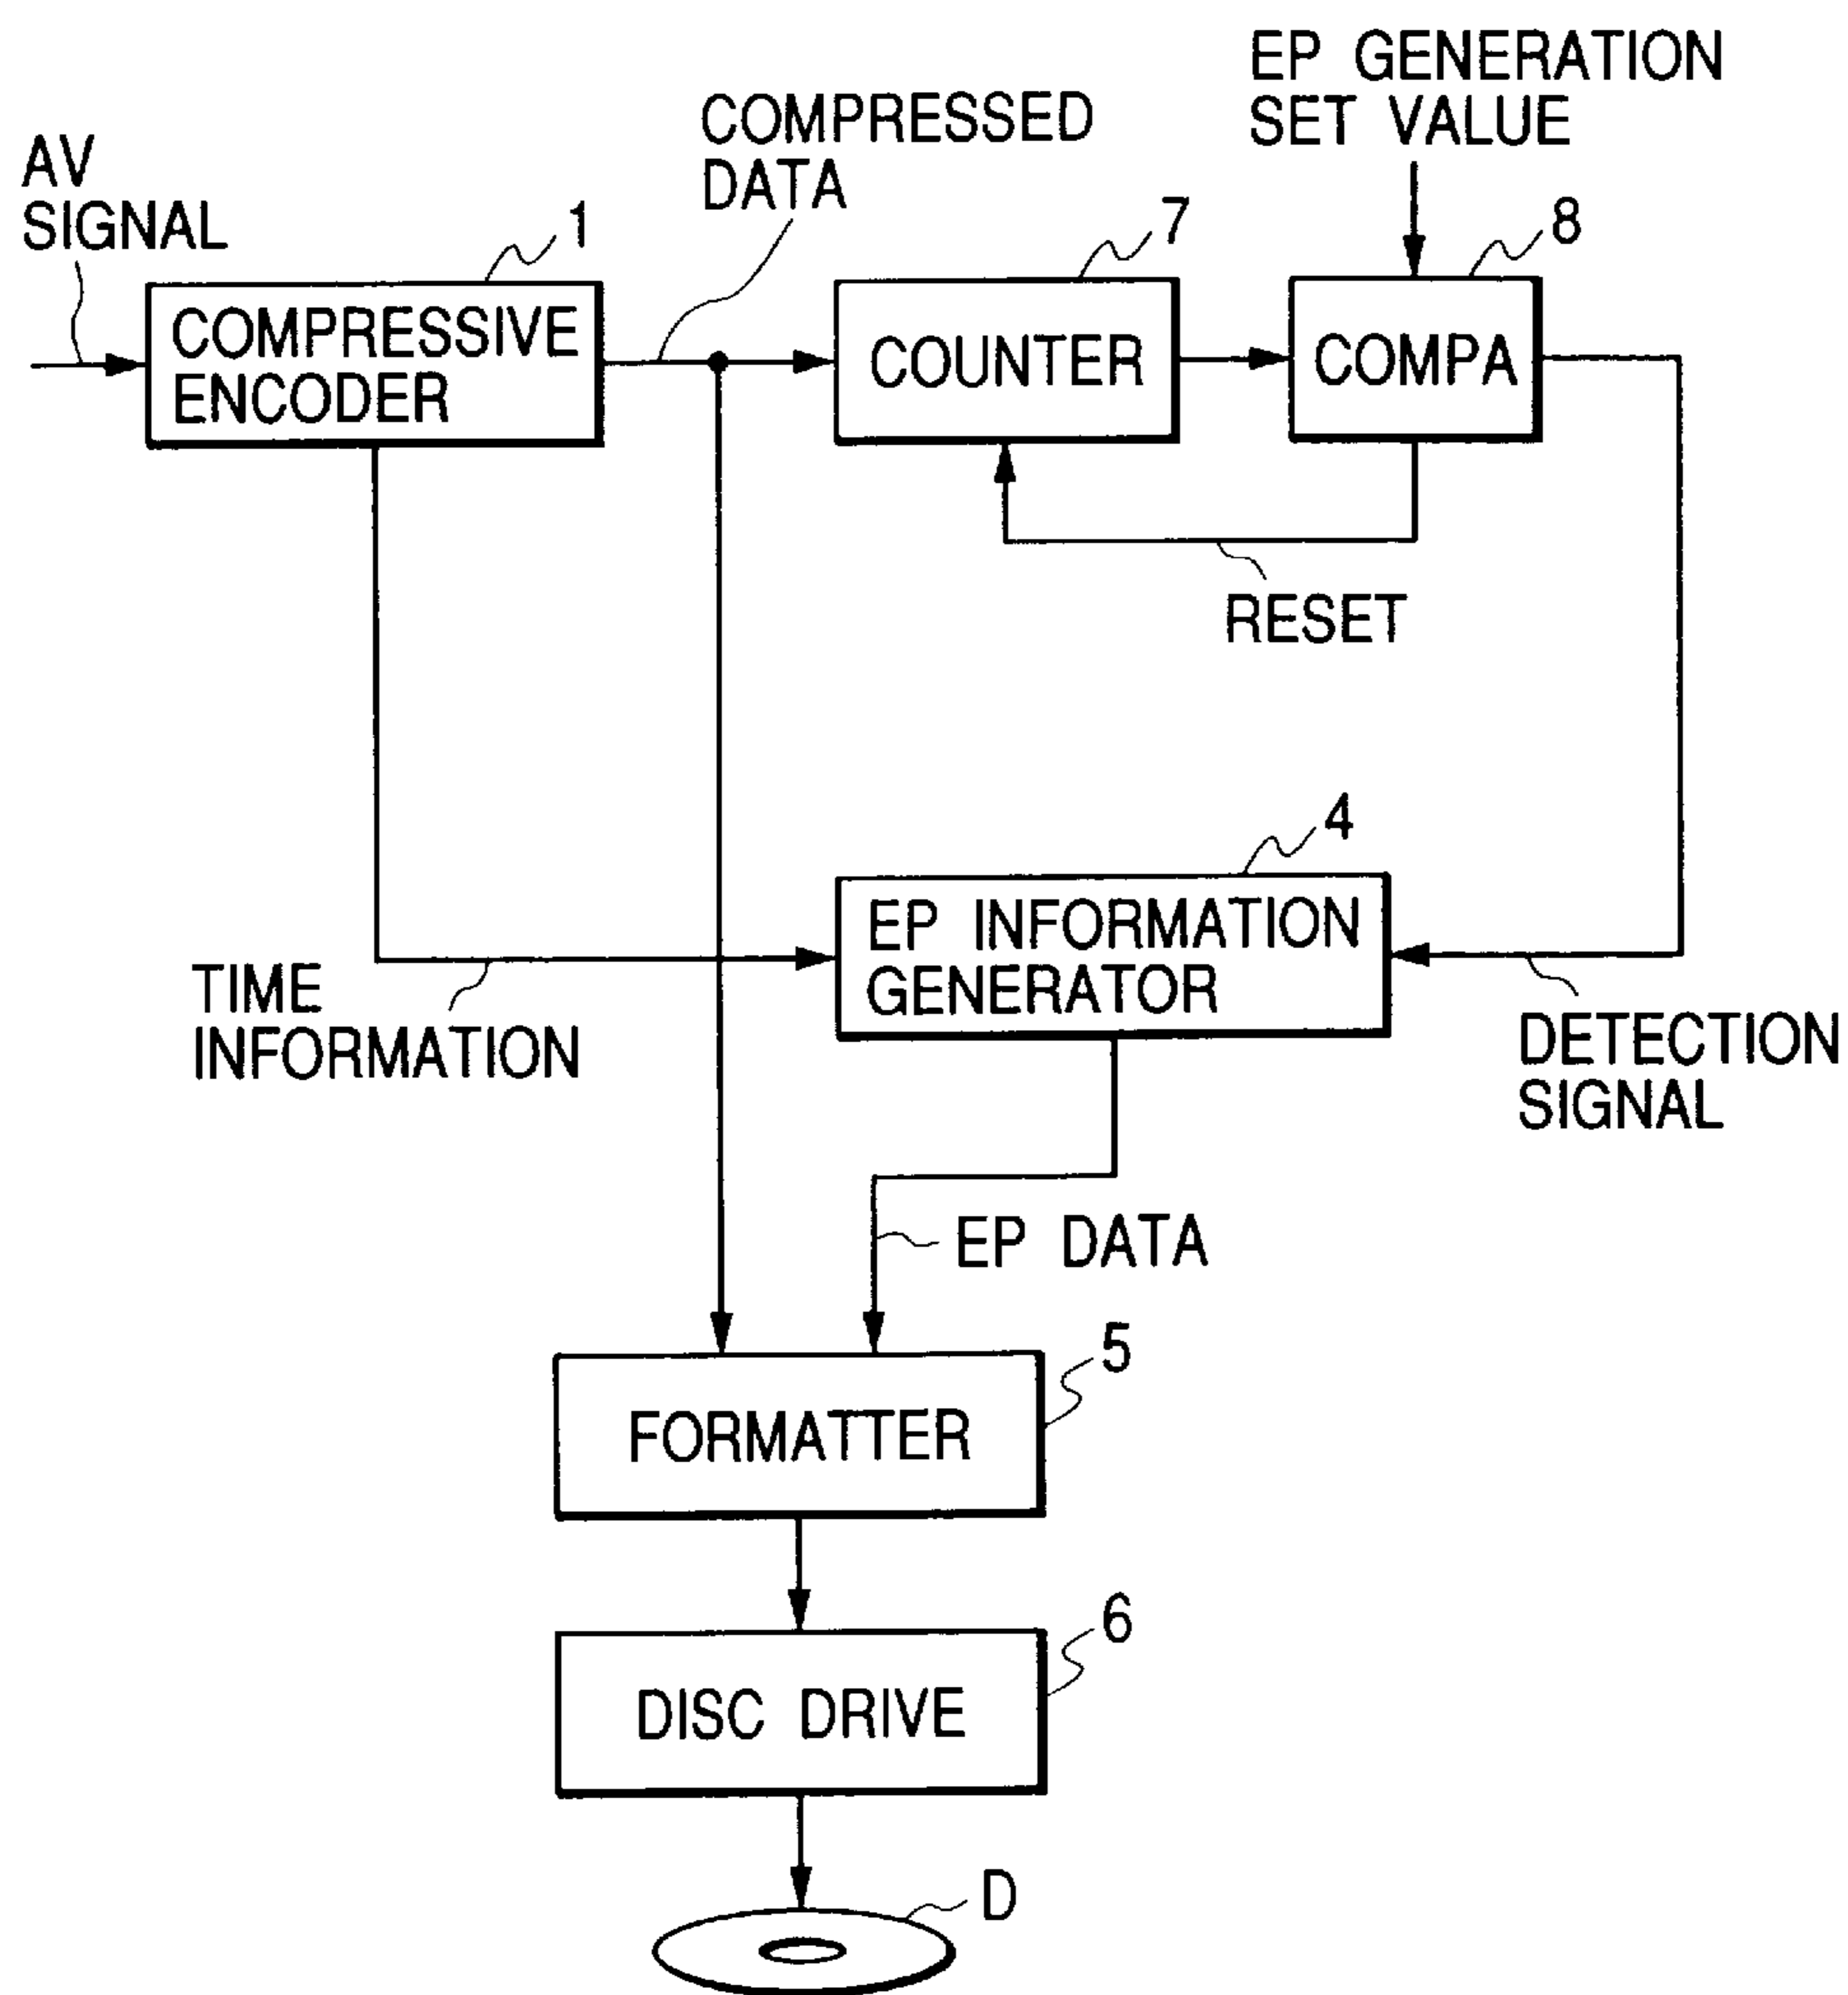 EP GENERATION
SET VALUE
COMPRESSED
DATA
AV
SIGNAL
1
7
8
COMPRESSIVE
ENCODER
COUNTER
COMPA
RESET
4
EP INFORMATION
GENERATOR
TIME
INFORMATION
DETECTION
SIGNAL
EP DATA
5
FORMATTER
6
DISC DRIVE
D